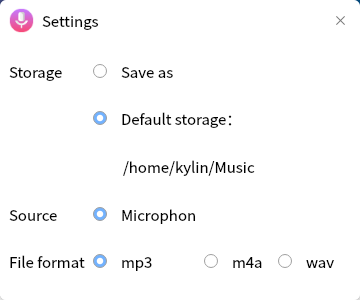 Settings
Storage Save as
Default storage：
/home/kylin/Music
Source Microphon
File format mp3 m4a wav